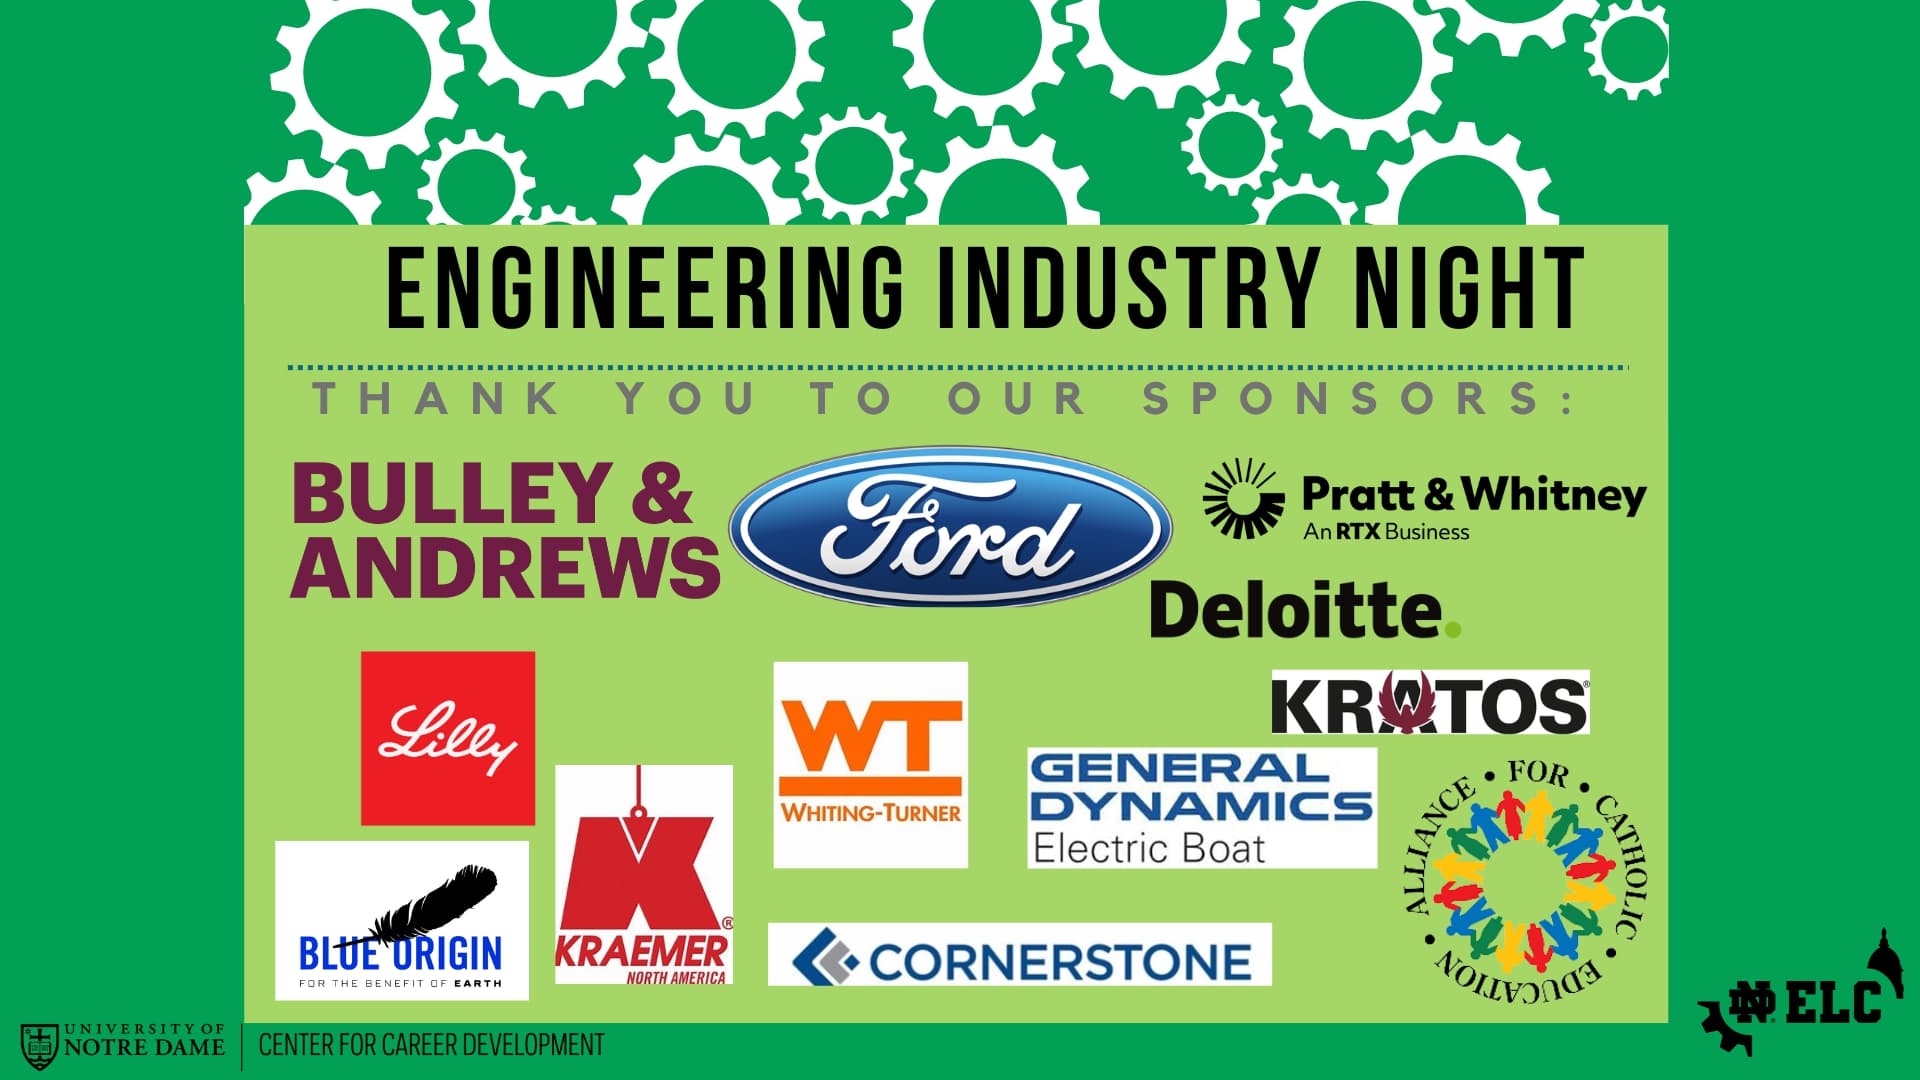 ENGINEERING INDUSTRY NIGHT
THANK YOU TO OUR SPONSORS:
BULLEY &
ANDREWS
Ford
Pratt & Whitney
An RTX Business
Deloitte.
Lilly
WT
WHITING-TURNER
KRATOS®
GENERAL
DYNAMICS
Electric Boat
ALLIANCE • FOR • CATHOLIC • EDUCATION •
K®
KRAEMER
NORTH AMERICA
BLUE ORIGIN
FOR THE BENEFIT OF EARTH
CORNERSTONE
UNIVERSITY OF
NOTRE DAME
CENTER FOR CAREER DEVELOPMENT
ND® ELC